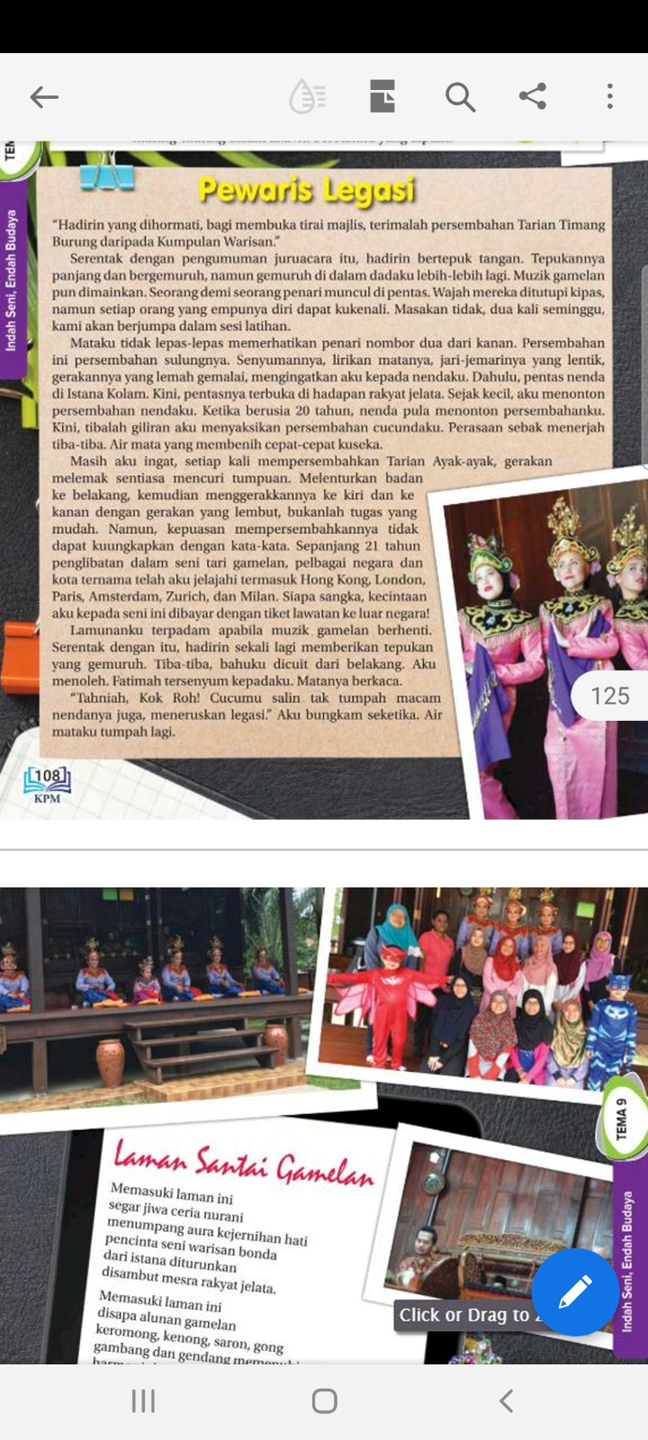 TEM
Indah Seni, Endah Budaya
Pewaris Legasi
“Hadirin yang dihormati, bagi membuka tirai majlis, terimalah persembahan Tarian Timang
Burung daripada Kumpulan Warisan.”
Serentak dengan pengumuman juruacara itu, hadirin bertepuk tangan. Tepukannya
panjang dan bergemuruh, namun gemuruh di dalam dadaku lebih-lebih lagi. Muzik gamelan
pun dimainkan. Seorang demi seorang penari muncul di pentas. Wajah mereka ditutupi kipas,
namun setiap orang yang empunya diri dapat kukenali. Masakan tidak, dua kali seminggu,
kami akan berjumpa dalam sesi latihan.
Mataku tidak lepas-lepas memerhatikan penari nombor dua dari kanan. Persembahan
ini persembahan sulungnya. Senyumannya, lirikan matanya, jari-jemarinya yang lentik,
gerakannya yang lemah gemalai, mengingatkan aku kepada nendaku. Dahulu, pentas nenda
di Istana Kolam. Kini, pentasnya terbuka di hadapan rakyat jelata. Sejak kecil, aku menonton
persembahan nendaku. Ketika berusia 20 tahun, nenda pula menonton persembahanku.
Kini, tibalah giliran aku menyaksikan persembahan cucundaku. Perasaan sebak menerjah
tiba-tiba. Air mata yang membenih cepat-cepat kuseka.
Masih aku ingat, setiap kali mempersembahkan Tarian Ayak-ayak, gerakan
melemak sentiasa mencuri tumpuan. Melenturkan badan
ke belakang, kemudian menggerakkannya ke kiri dan ke
kanan dengan gerakan yang lembut, bukanlah tugas yang
mudah. Namun, kepuasan mempersembahkannya tidak
dapat kuungkapkan dengan kata-kata. Sepanjang 21 tahun
penglibatan dalam seni tari gamelan, pelbagai negara dan
kota ternama telah aku jelajahi termasuk Hong Kong, London,
Paris, Amsterdam, Zurich, dan Milan. Siapa sangka, kecintaan
aku kepada seni ini dibayar dengan tiket lawatan ke luar negara!
Lamunanku terpadam apabila muzik gamelan berhenti.
Serentak dengan itu, hadirin sekali lagi memberikan tepukan
yang gemuruh. Tiba-tiba, bahuku dicuit dari belakang. Aku
menoleh. Fatimah tersenyum kepadaku. Matanya berkaca.
“Tahniah, Kok Roh! Cucumu salin tak tumpah macam
nendanya juga, meneruskan legasi.” Aku bungkam seketika. Air
mataku tumpah lagi.
125
108
KPM
TEMA 9
Indah Seni, Endah Budaya
Laman Santai Gamelan
Memasuki laman ini
segar jiwa ceria nurani
menumpang aura kejernihan hati
pencinta seni warisan bonda
dari istana diturunkan
disambut mesra rakyat jelata.
Memasuki laman ini
disapa alunan gamelan
keromong, kenong, saron, gong
gambang dan gendang
Click or Drag to